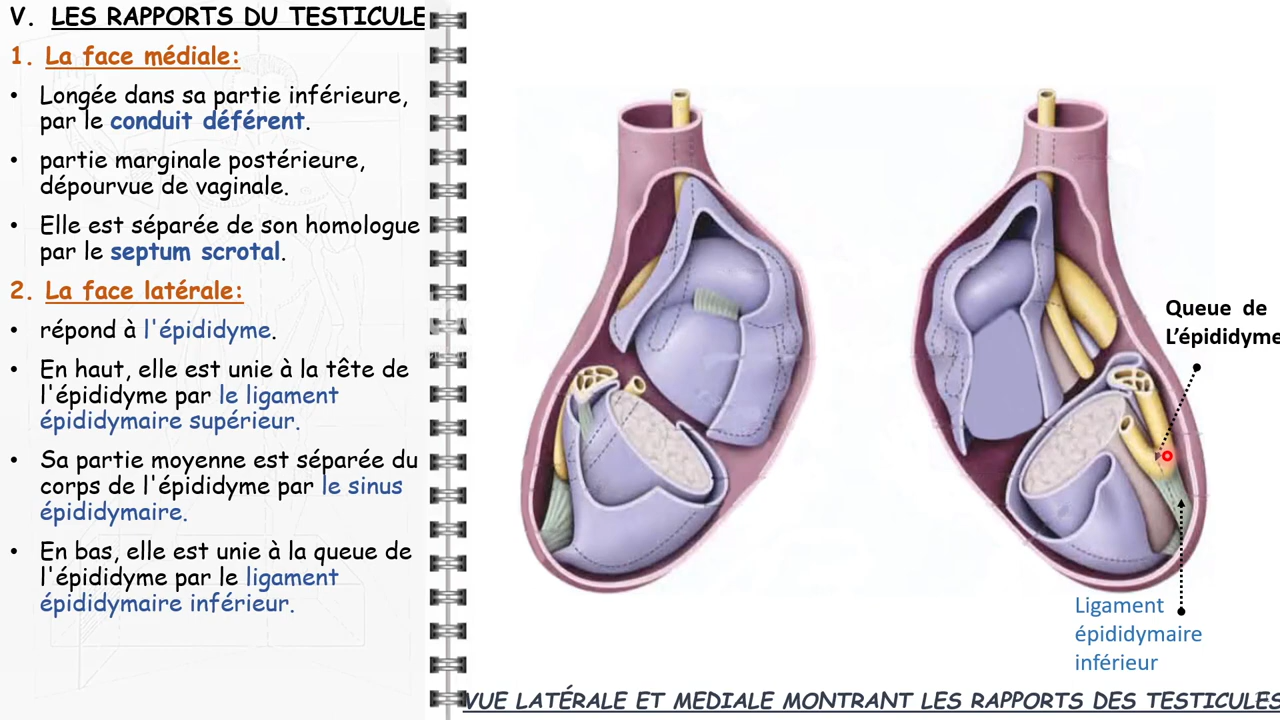 V. LES RAPPORTS DU TESTICULE
1. La face médiale:
• Longée dans sa partie inférieure,
par le conduit déférent.
• partie marginale postérieure,
dépourvue de vaginale.
• Elle est séparée de son homologue
par le septum scrotal.
2. La face latérale:
• répond à l'épididyme.
• En haut, elle est unie à la tête de
l'épididyme par le ligament
épididymaire supérieur.
• Sa partie moyenne est séparée du
corps de l'épididyme par le sinus
épididymaire.
• En bas, elle est unie à la queue de
l'épididyme par le ligament
épididymaire inférieur.
Queue de
L'épididyme
Ligament
épididymaire
inférieur
VUE LATÉRALE ET MEDIALE MONTRANT LES RAPPORTS DES TESTICULES